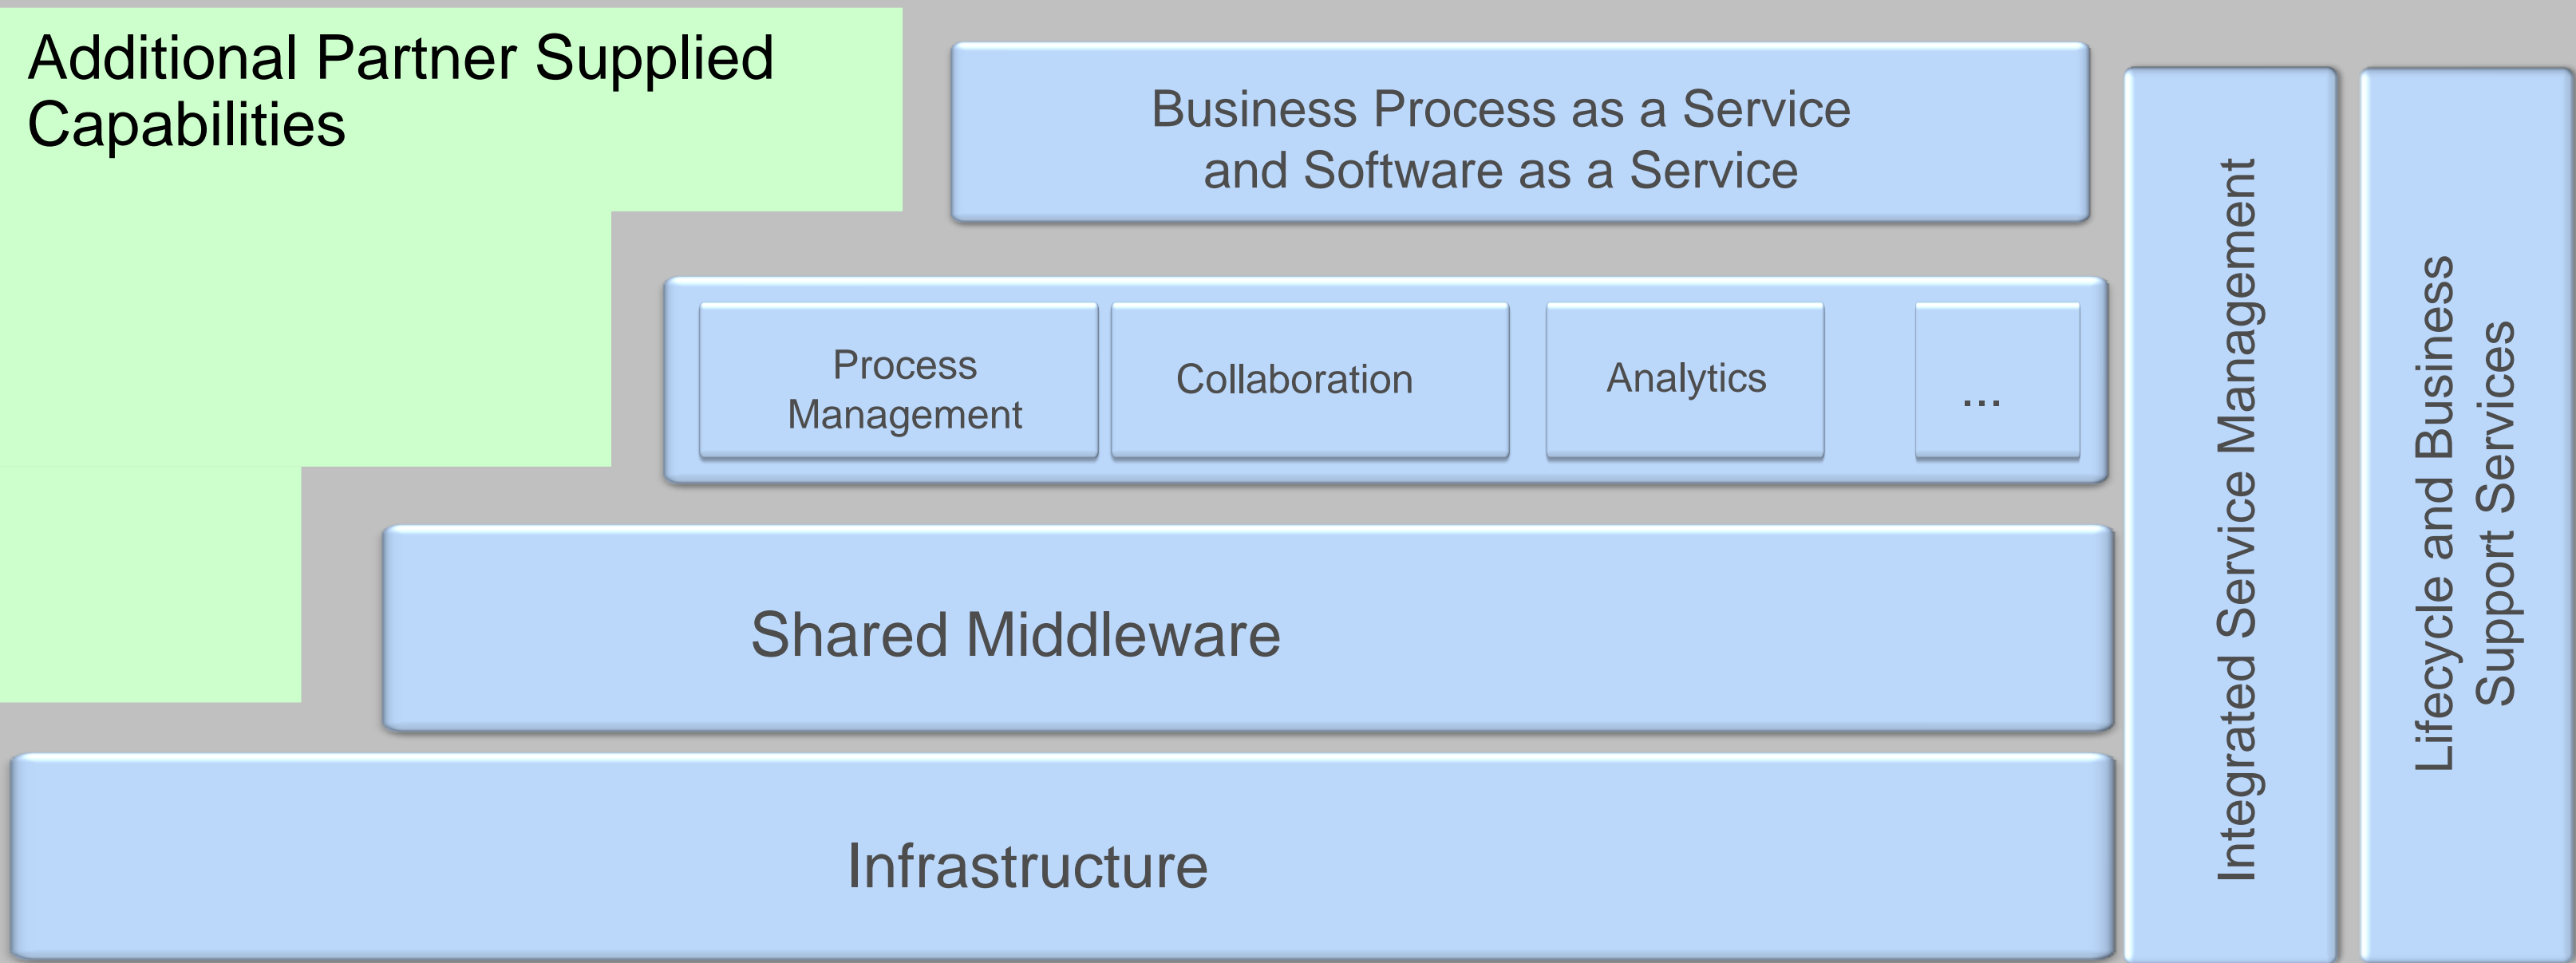 Additional Partner Supplied
Capabilities
Business Process as a Service
and Software as a Service
Process
Management
Collaboration
Analytics
...
Shared Middleware
Infrastructure
Integrated Service Management
Lifecycle and Business
Support Services